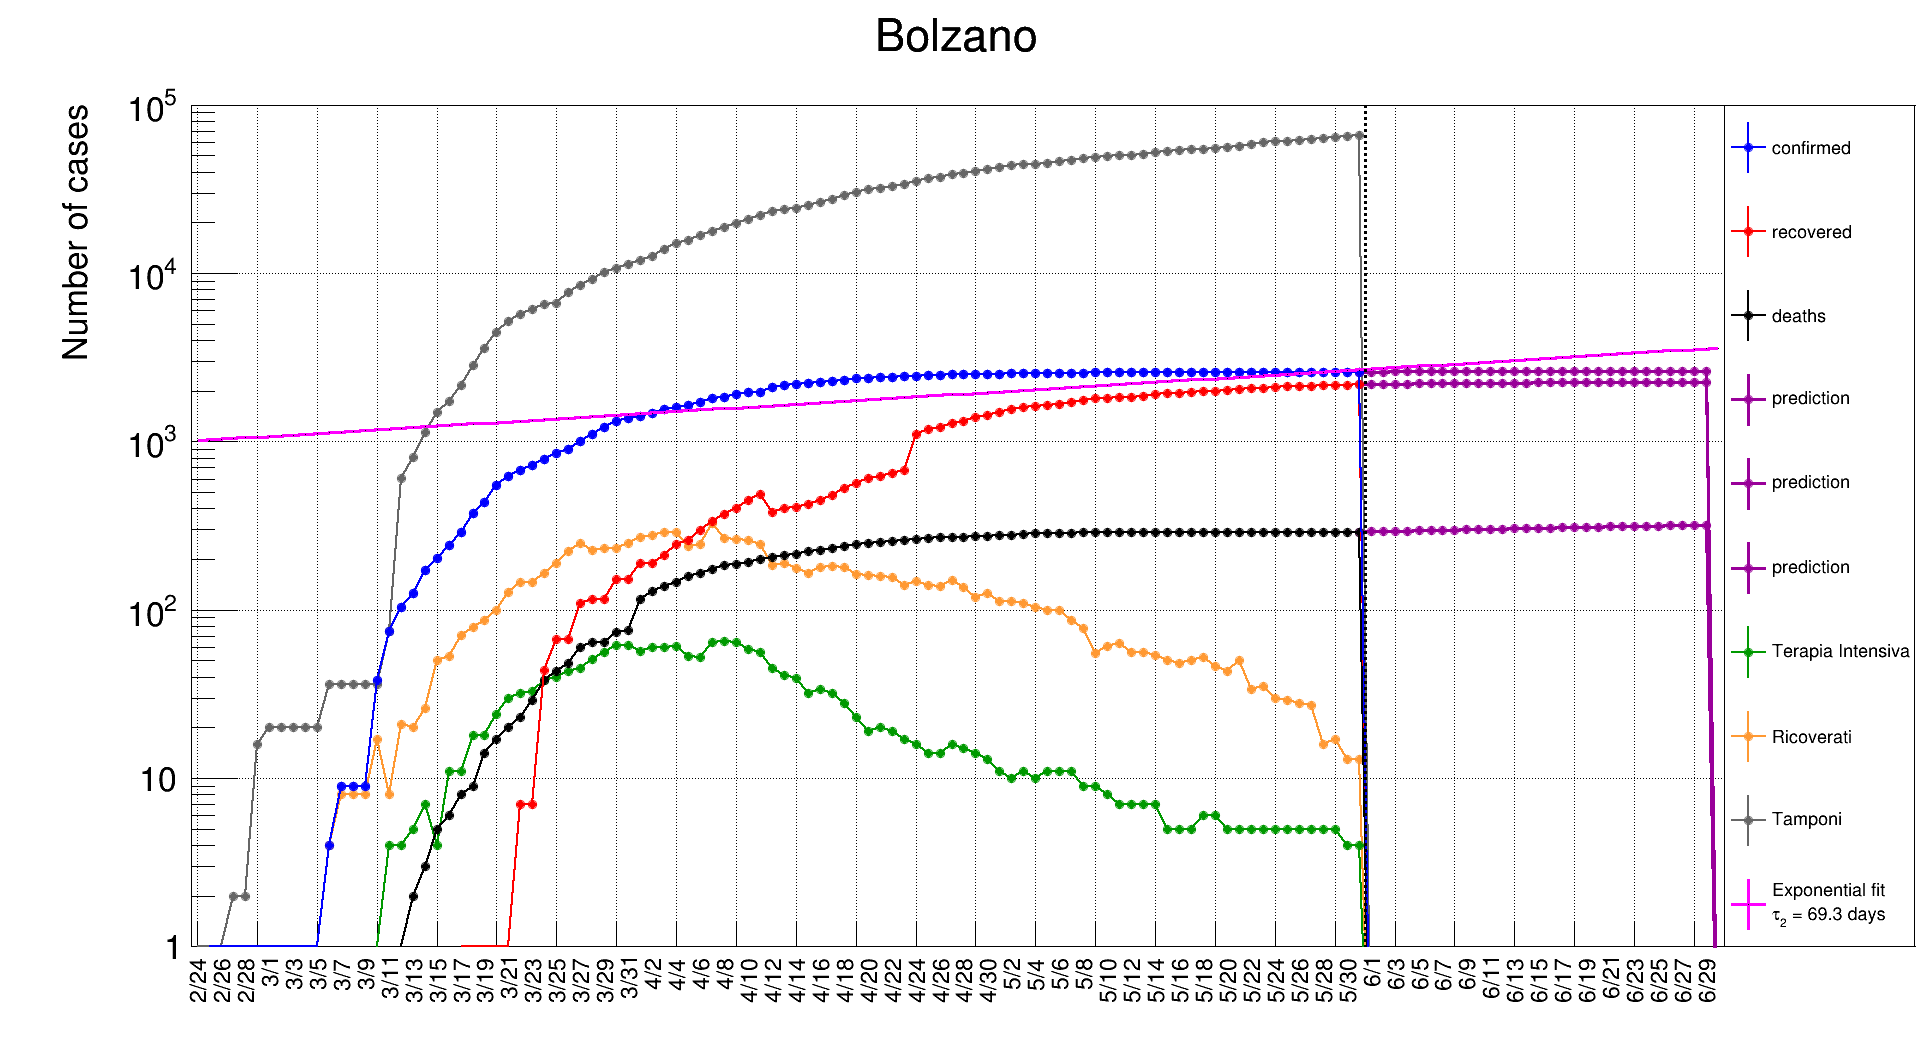 Bolzano
Number of cases
10^5
10^4
10^3
10^2
10
1
2/24 2/26 2/28 3/1 3/3 3/5 3/7 3/9 3/11 3/13 3/15 3/17 3/19 3/21 3/23 3/25 3/27 3/29 3/31 4/2 4/4 4/6 4/8 4/10 4/12 4/14 4/16 4/18 4/20 4/22 4/24 4/26 4/28 4/30 5/2 5/4 5/6 5/8 5/10 5/12 5/14 5/16 5/18 5/20 5/22 5/24 5/26 5/28 5/30 6/1 6/3 6/5 6/7 6/9 6/11 6/13 6/15 6/17 6/19 6/21 6/23 6/25 6/27 6/29
confirmed
recovered
deaths
prediction
prediction
prediction
Terapia Intensiva
Ricoverati
Tamponi
Exponential fit
τ₂ = 69.3 days